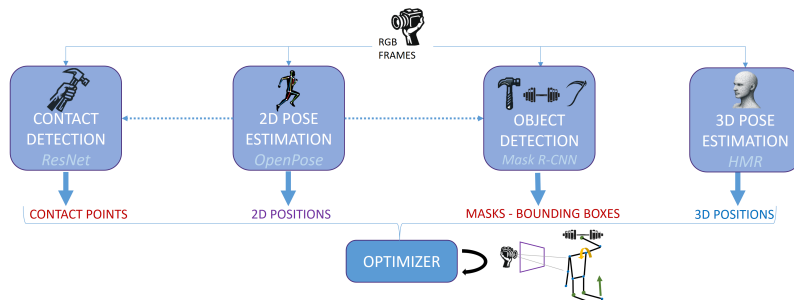 RGB
FRAMES
CONTACT
DETECTION
ResNet
2D POSE
ESTIMATION
OpenPose
OBJECT
DETECTION
Mask R-CNN
3D POSE
ESTIMATION
HMR
CONTACT POINTS
2D POSITIONS
MASKS - BOUNDING BOXES
3D POSITIONS
OPTIMIZER